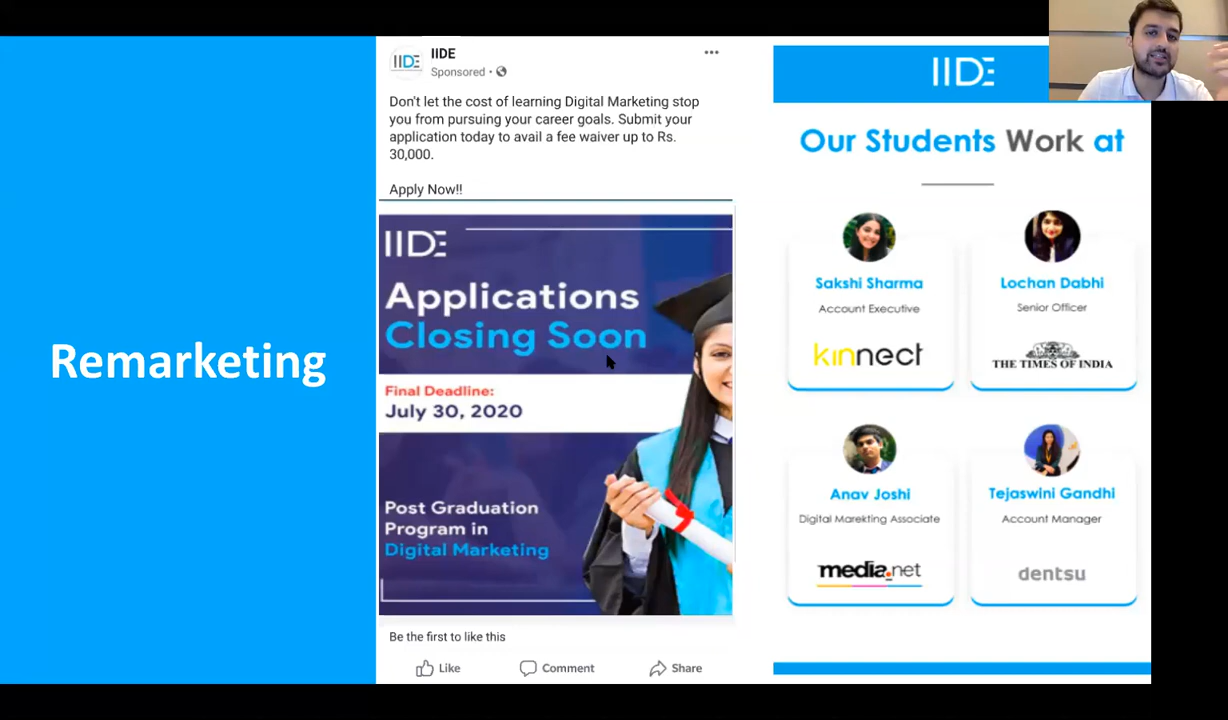 Remarketing
IIDE
IIDE
Sponsored •
Don't let the cost of learning Digital Marketing stop
you from pursuing your career goals. Submit your
application today to avail a fee waiver up to Rs.
30,000.
Apply Now!!
IIDE
Applications
Closing Soon
Final Deadline:
July 30, 2020
Post Graduation
Program in
Digital Marketing
Be the first to like this
Like
Comment
Share
IIDE
Our Students Work at
Sakshi Sharma
Account Executive
kinnect
Lochan Dabhi
Senior Officer
THE TIMES OF INDIA
Anav Joshi
Digital Marekting Associate
media.net
Tejaswini Gandhi
Account Manager
dentsu